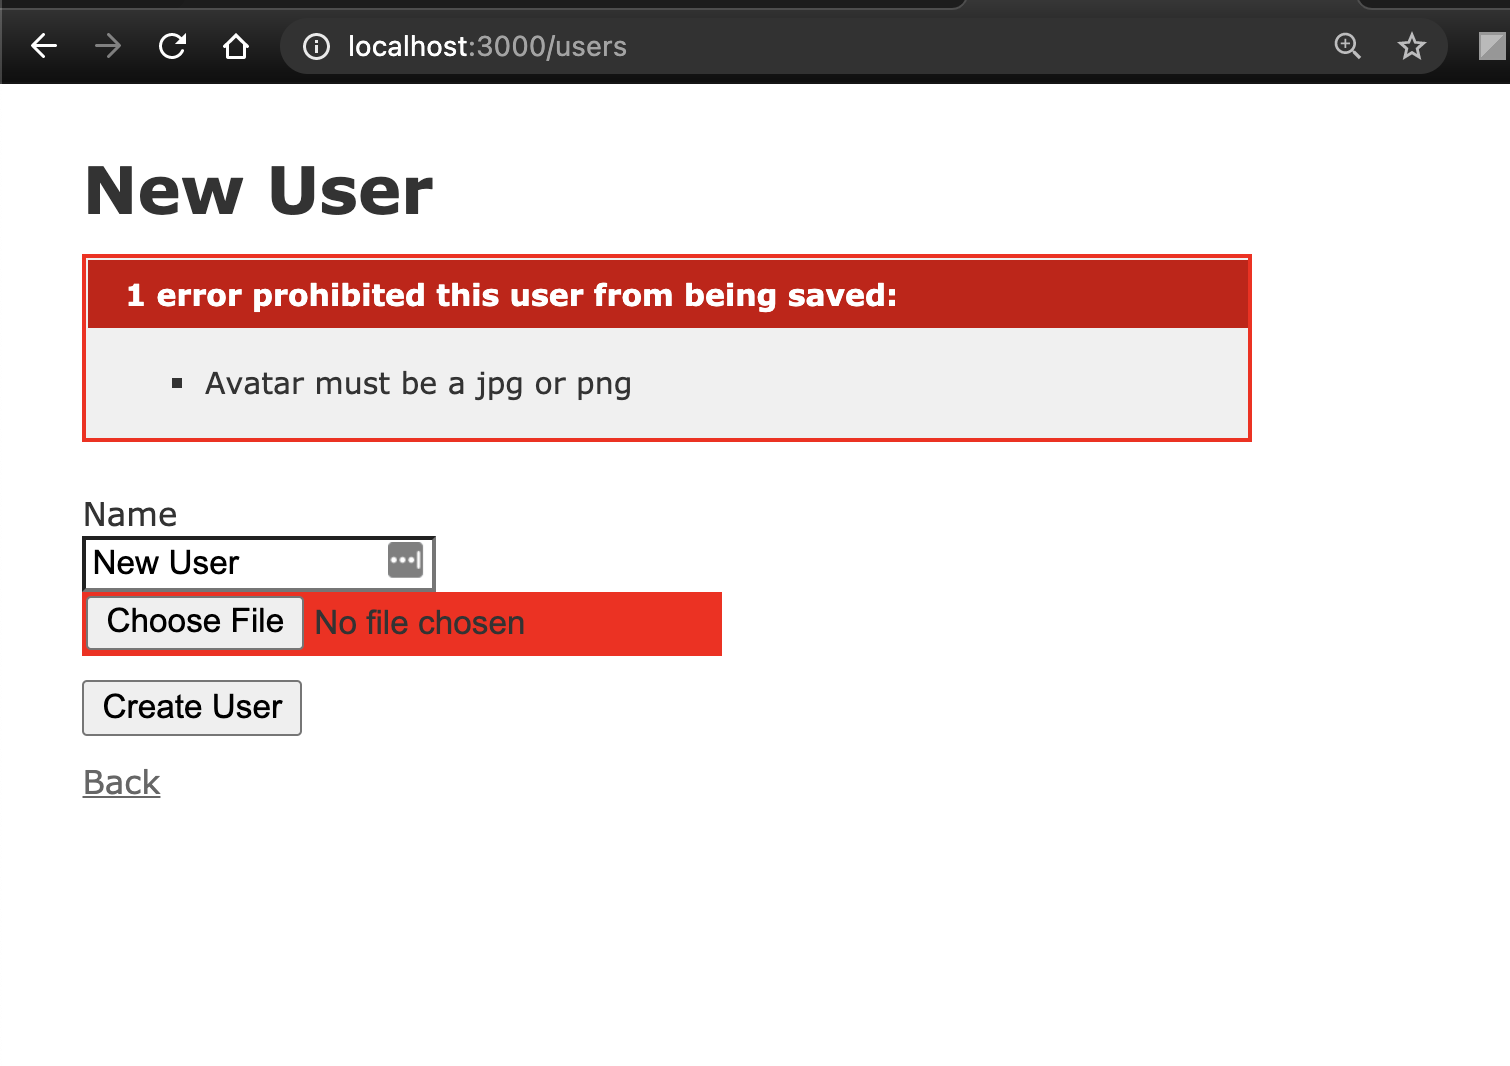 localhost:3000/users
New User
1 error prohibited this user from being saved:
Avatar must be a jpg or png
Name
New User
Choose File No file chosen
Create User
Back